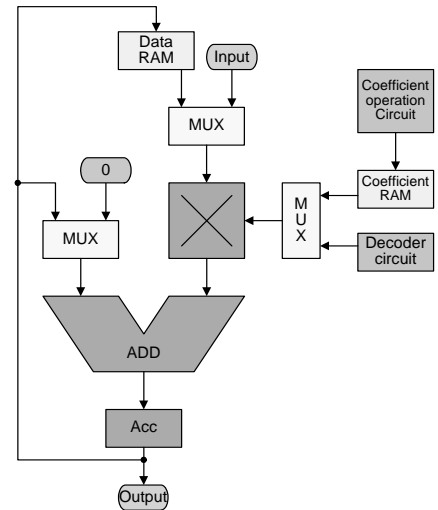 Data
RAM
Input
Coefficient
operation
Circuit
MUX
0
Coefficient
RAM
M
U
X
MUX
Decoder
circuit
ADD
Acc
Output